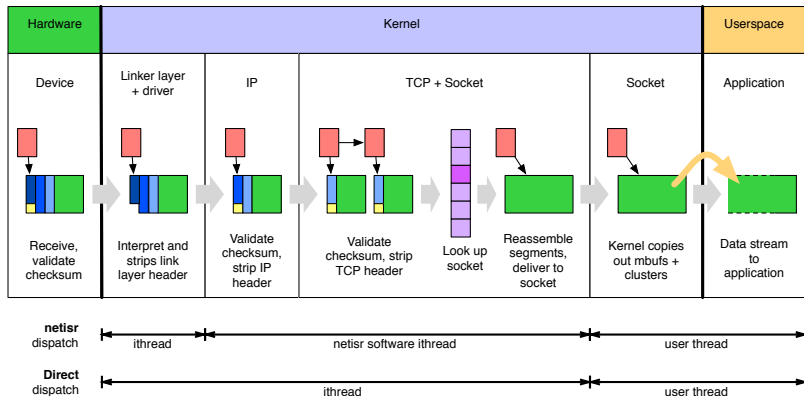 Hardware
Kernel
Userspace
Device
Linker layer
+ driver
IP
TCP + Socket
Socket
Application
Receive,
validate
checksum
Interpret and
strips link
layer header
Validate
checksum,
strip IP
header
Validate
checksum, strip
TCP header
Look up
socket
Reassemble
segments,
deliver to
socket
Kernel copies
out mbufs +
clusters
Data stream
to
application
netisr
dispatch
ithread
netisr software ithread
user thread
Direct
dispatch
ithread
user thread